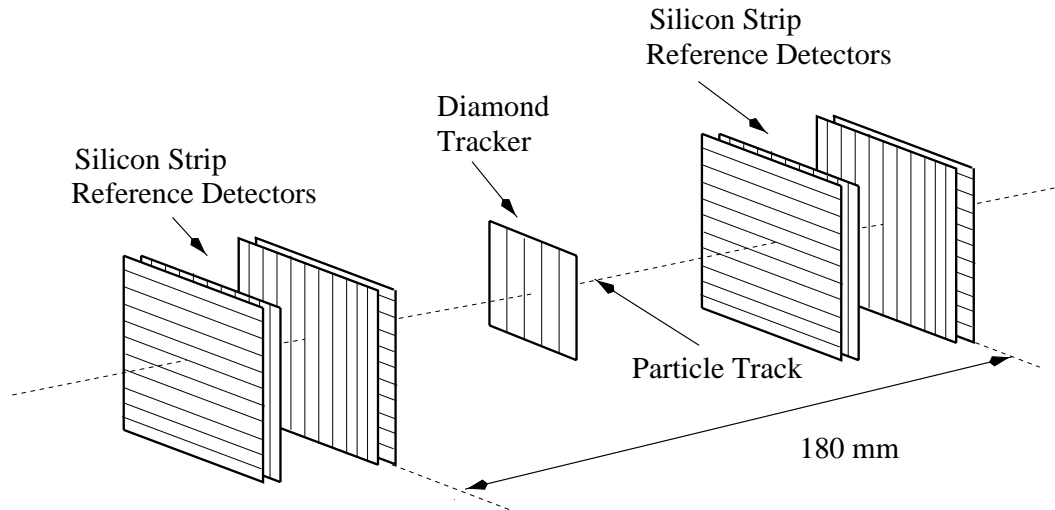 Silicon Strip
Reference Detectors
Diamond
Tracker
Silicon Strip
Reference Detectors
Particle Track
180 mm